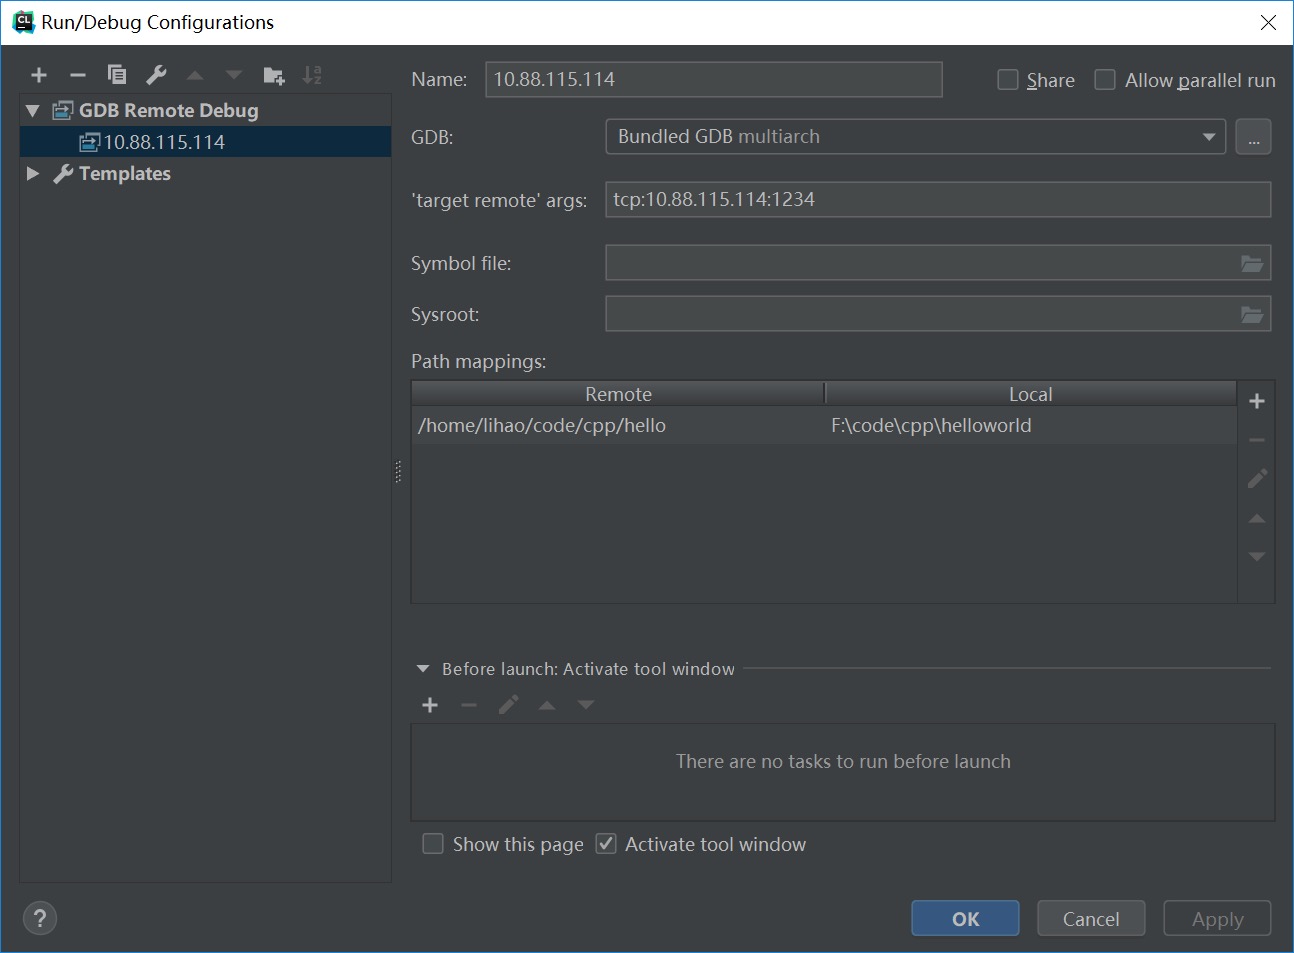 CL
Run/Debug Configurations
GDB Remote Debug
10.88.115.114
Templates
Name: 10.88.115.114 Share Allow parallel run
GDB: Bundled GDB multiarch ...
'target remote' args: tcp:10.88.115.114:1234
Symbol file:
Sysroot:
Path mappings:
Remote Local
/home/lihao/code/cpp/hello F:\code\cpp\helloworld
Before launch: Activate tool window
There are no tasks to run before launch
Show this page Activate tool window
? OK Cancel Apply